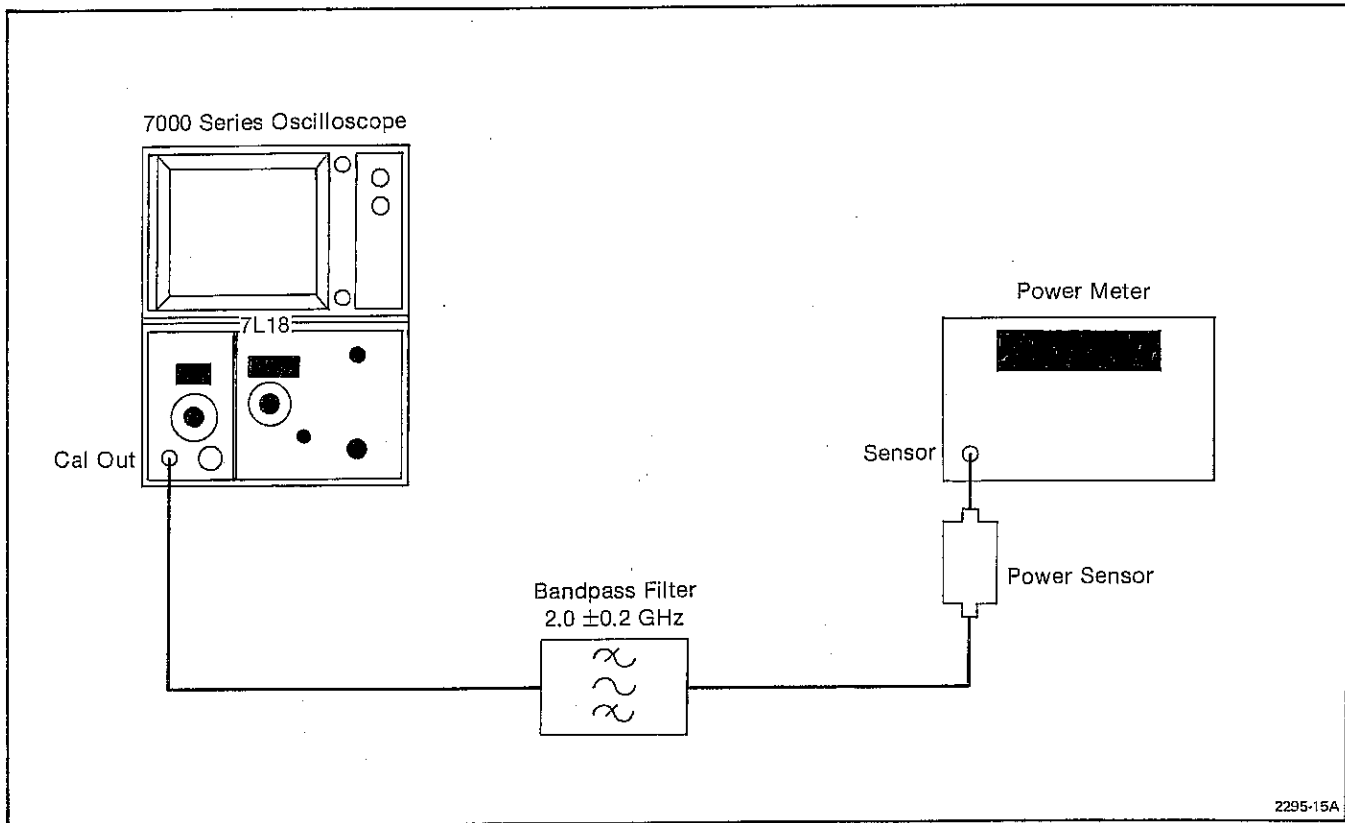 7000 Series Oscilloscope
7L18
Cal Out
Power Meter
Sensor
Power Sensor
Bandpass Filter
2.0 ±0.2 GHz
2295-15A